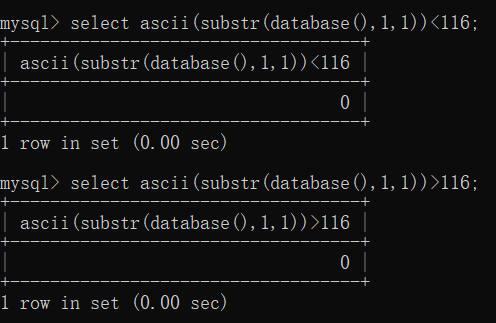 mysql> select ascii(substr(database(),1,1))<116;
+-----------------------------------+
| ascii(substr(database(),1,1))<116 |
+-----------------------------------+
|                                 0 |
+-----------------------------------+
1 row in set (0.00 sec)
mysql> select ascii(substr(database(),1,1))>116;
+-----------------------------------+
| ascii(substr(database(),1,1))>116 |
+-----------------------------------+
|                                 0 |
+-----------------------------------+
1 row in set (0.00 sec)